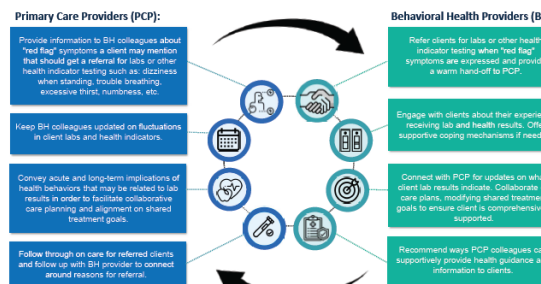 Primary Care Providers (PCP):
Provide information to BH colleagues about
"red flag" symptoms a client may mention
that should get a referral for labs or other
health indicator testing such as: dizziness
when standing, trouble breathing,
excessive thirst, numbness, etc.
Keep BH colleagues updated on fluctuations
in client labs and health indicators.
Convey acute and long-term implications of
health behaviors that may be related to lab
results in order to facilitate collaborative
care planning and alignment on shared
treatment goals.
Follow through on care for referred clients
and follow up with BH provider to connect
around reasons for referral.
Behavioral Health Providers (B
Refer clients for labs or other health
indicator testing when "red flag"
symptoms are expressed and provid
a warm hand-off to PCP.
Engage with clients about their experien
receiving lab and health results. Offe
supportive coping mechanisms if need
Connect with PCP for updates on wha
client lab results indicate. Collaborate
care plans, modifying shared treatme
goals to ensure client is comprehensive
supported.
Recommend ways PCP colleagues ca
supportively provide health guidance a
information to clients.